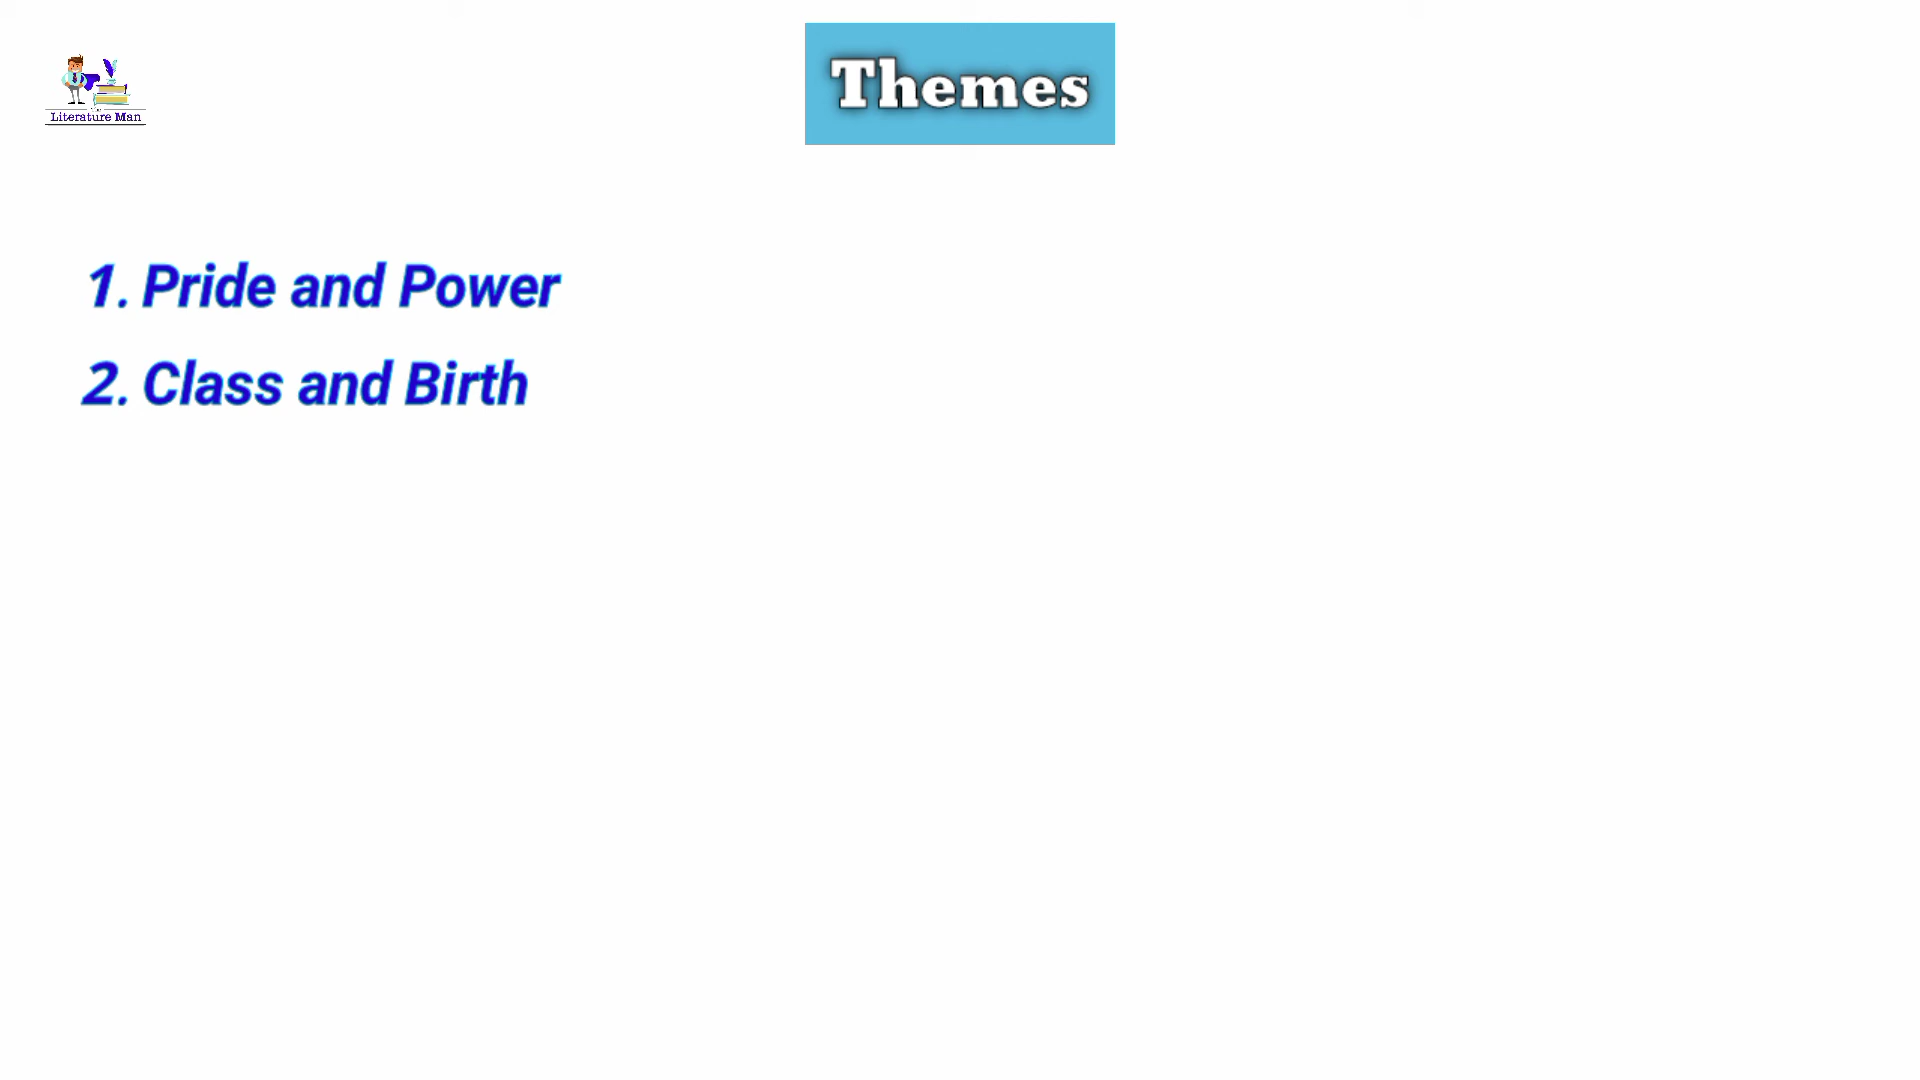 Themes
Literature Man
1. Pride and Power
2. Class and Birth